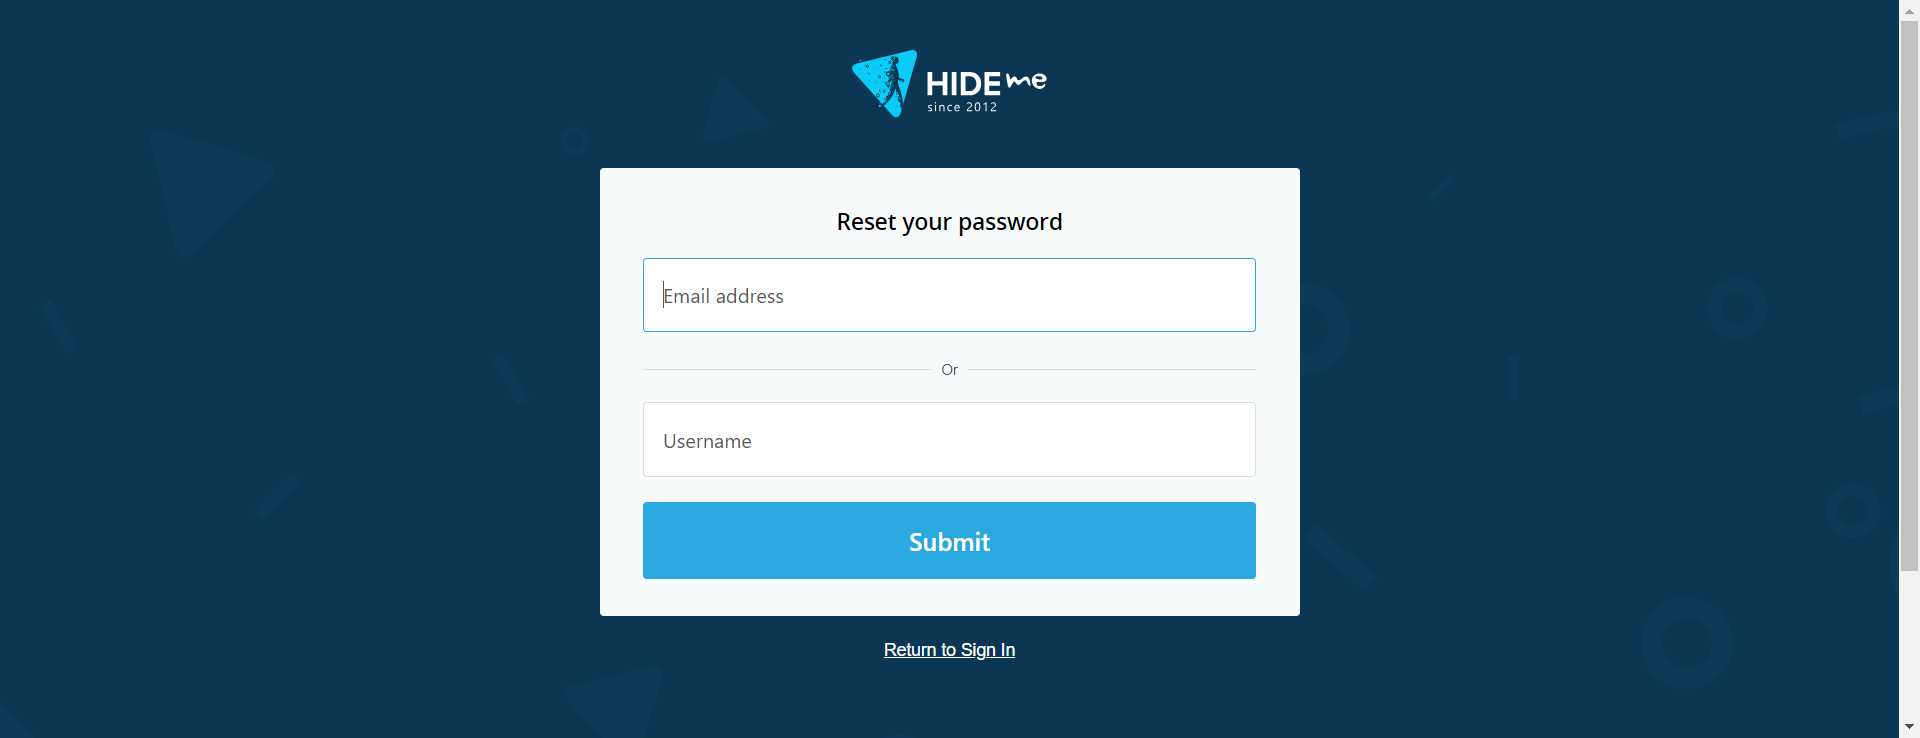 HIDE me
since 2012
Reset your password
Email address
Or
Username
Submit
Return to Sign In